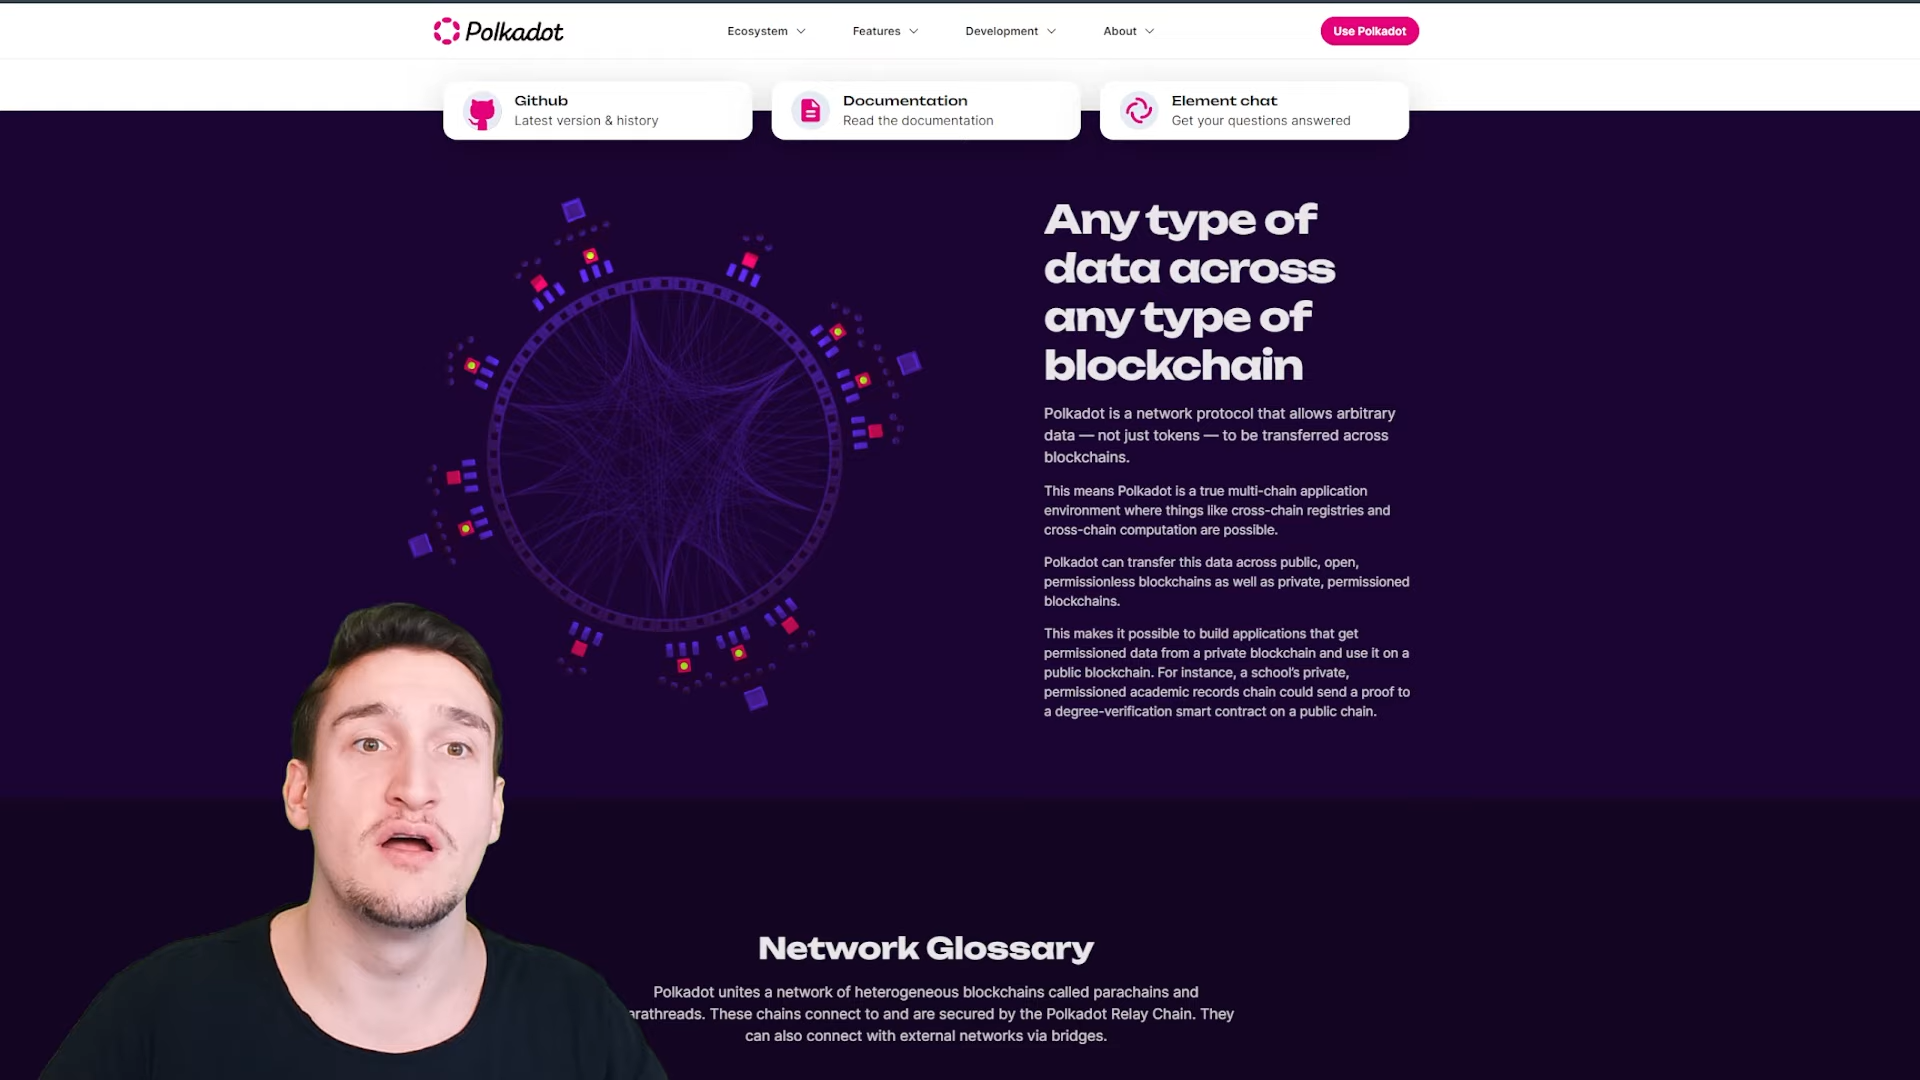 Polkadot
Ecosystem
Features
Development
About
Use Polkadot
Github
Latest version & history
Documentation
Read the documentation
Element chat
Get your questions answered
Any type of
data across
any type of
blockchain
Polkadot is a network protocol that allows arbitrary
data — not just tokens — to be transferred across
blockchains.
This means Polkadot is a true multi-chain application
environment where things like cross-chain registries and
cross-chain computation are possible.
Polkadot can transfer this data across public, open,
permissionless blockchains as well as private, permissioned
blockchains.
This makes it possible to build applications that get
permissioned data from a private blockchain and use it on a
public blockchain. For instance, a school's private,
permissioned academic records chain could send a proof to
a degree-verification smart contract on a public chain.
Network Glossary
Polkadot unites a network of heterogeneous blockchains called parachains and
arathreads. These chains connect to and are secured by the Polkadot Relay Chain. They
can also connect with external networks via bridges.